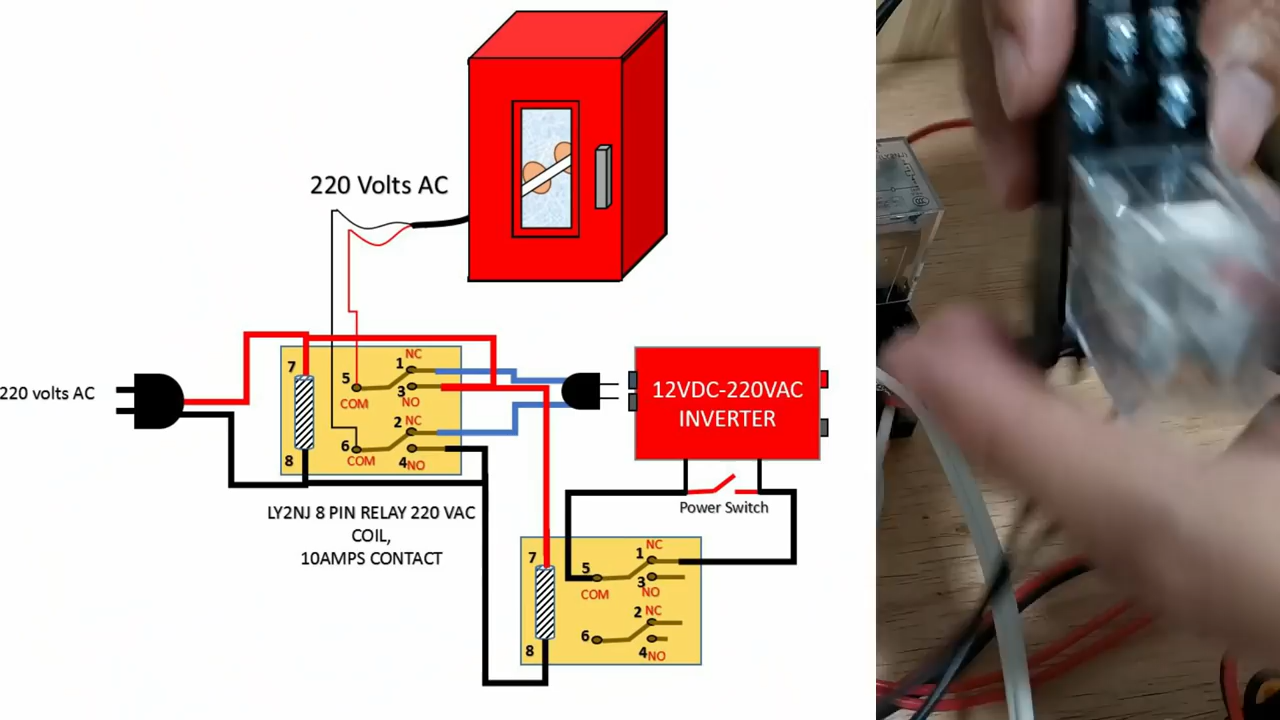 220 Volts AC
220 volts AC
7
8
5
COM
6
COM
1
NC
3
NO
2
NC
4
NO
LY2NJ 8 PIN RELAY 220 VAC
COIL,
10AMPS CONTACT
12VDC-220VAC
INVERTER
Power Switch
7
8
5
COM
6
1
NC
3
NO
2
NC
4
NO